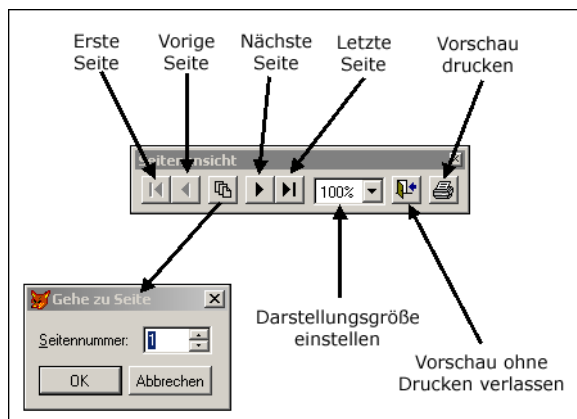 Erste
Seite
Vorige
Seite
Nächste
Seite
Letzte
Seite
Vorschau
drucken
Seitenansicht
100%
Gehe zu Seite
Seitennummer:
1
OK
Abbrechen
Darstellungsgröße
einstellen
Vorschau ohne
Drucken verlassen